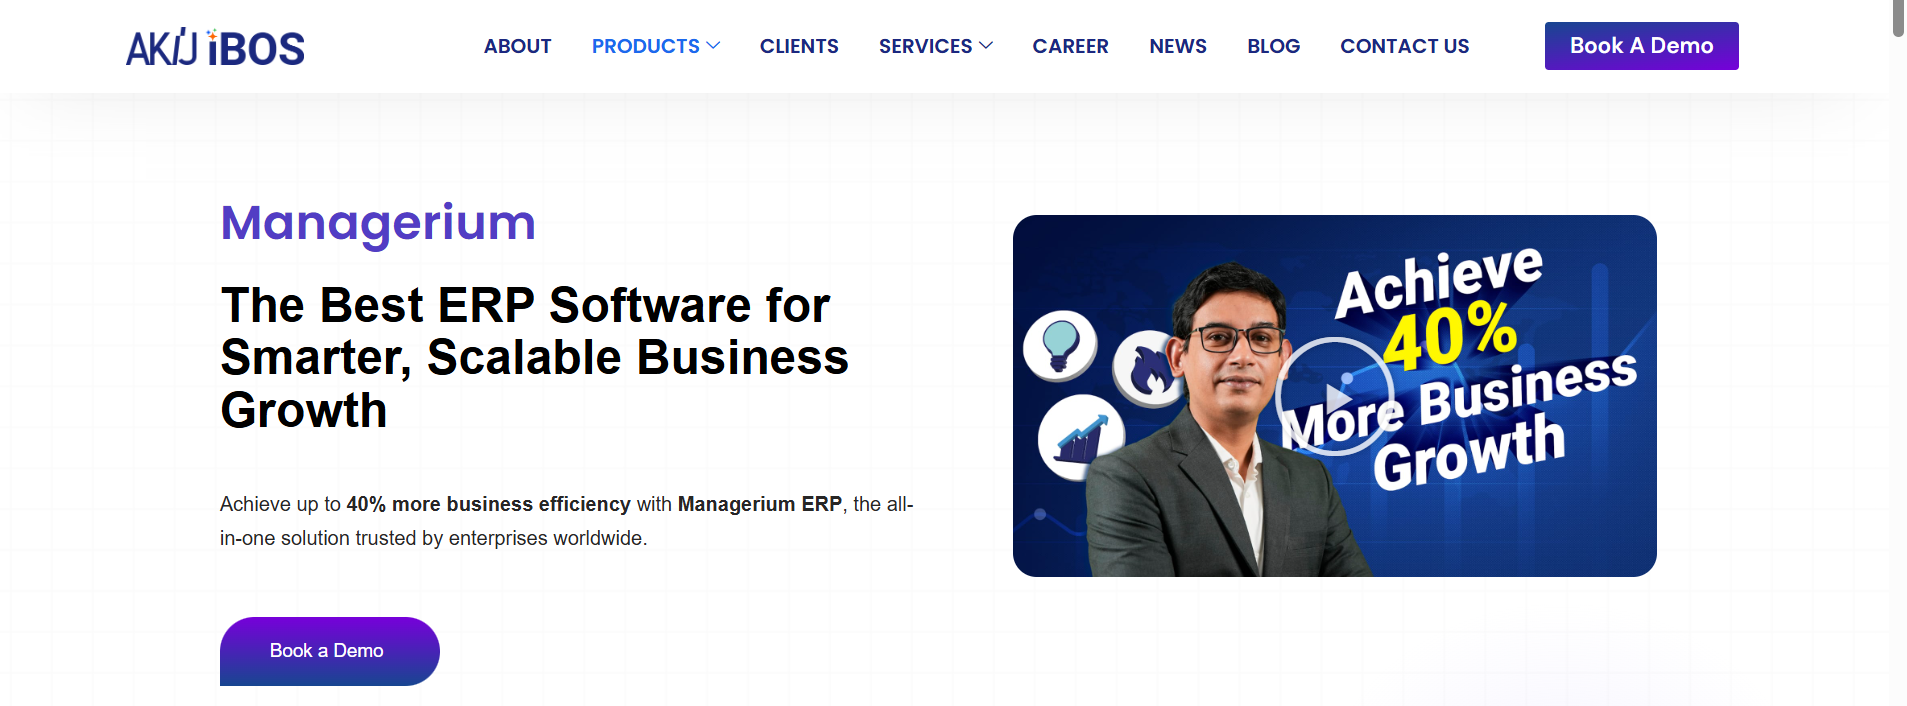 AKIJ iBOS
ABOUT
PRODUCTS
CLIENTS
SERVICES
CAREER
NEWS
BLOG
CONTACT US
Book A Demo
Managerium
The Best ERP Software for
Smarter, Scalable Business
Growth
Achieve up to 40% more business efficiency with Managerium ERP, the all-
in-one solution trusted by enterprises worldwide.
Book a Demo
Achieve
40%
More Business
Growth